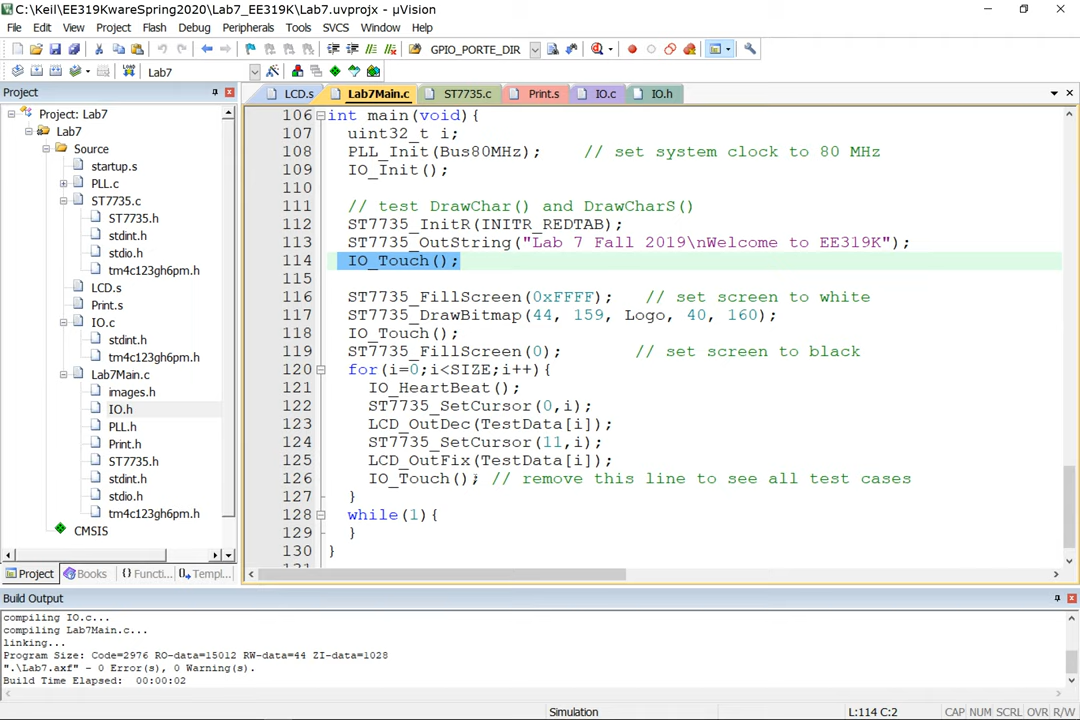 C:\Keil\EE319KwareSpring2020\Lab7_EE319K\Lab7.uvprojx - µVision
File Edit View Project Flash Debug Peripherals Tools SVCS Window Help
GPIO_PORTE_DIR
Lab7
Project
Project: Lab7
Lab7
Source
startup.s
PLL.c
ST7735.c
ST7735.h
stdint.h
stdio.h
tm4c123gh6pm.h
LCD.s
Print.s
IO.c
stdint.h
tm4c123gh6pm.h
Lab7Main.c
images.h
IO.h
PLL.h
Print.h
ST7735.h
stdint.h
stdio.h
tm4c123gh6pm.h
CMSIS
Project Books {} Functi... Templ...
LCD.s Lab7Main.c ST7735.c Print.s IO.c IO.h
106 int main(void){
107 uint32_t i;
108 PLL_Init(Bus80MHz); // set system clock to 80 MHz
109 IO_Init();
110
111 // test DrawChar() and DrawCharS()
112 ST7735_InitR(INITR_REDTAB);
113 ST7735_OutString("Lab 7 Fall 2019\nWelcome to EE319K");
114 IO_Touch();
115
116 ST7735_FillScreen(0xFFFF); // set screen to white
117 ST7735_DrawBitmap(44, 159, Logo, 40, 160);
118 IO_Touch();
119 ST7735_FillScreen(0); // set screen to black
120 for(i=0;i<SIZE;i++){
121 IO_HeartBeat();
122 ST7735_SetCursor(0,i);
123 LCD_OutDec(TestData[i]);
124 ST7735_SetCursor(11,i);
125 LCD_OutFix(TestData[i]);
126 IO_Touch(); // remove this line to see all test cases
127 }
128 while(1){
129 }
130 }
Build Output
compiling IO.c...
compiling Lab7Main.c...
linking...
Program Size: Code=2976 RO-data=15012 RW-data=44 ZI-data=1028
".\Lab7.axf" - 0 Error(s), 0 Warning(s).
Build Time Elapsed: 00:00:02
Simulation L:114 C:2 CAP NUM SCRL OVR R/W